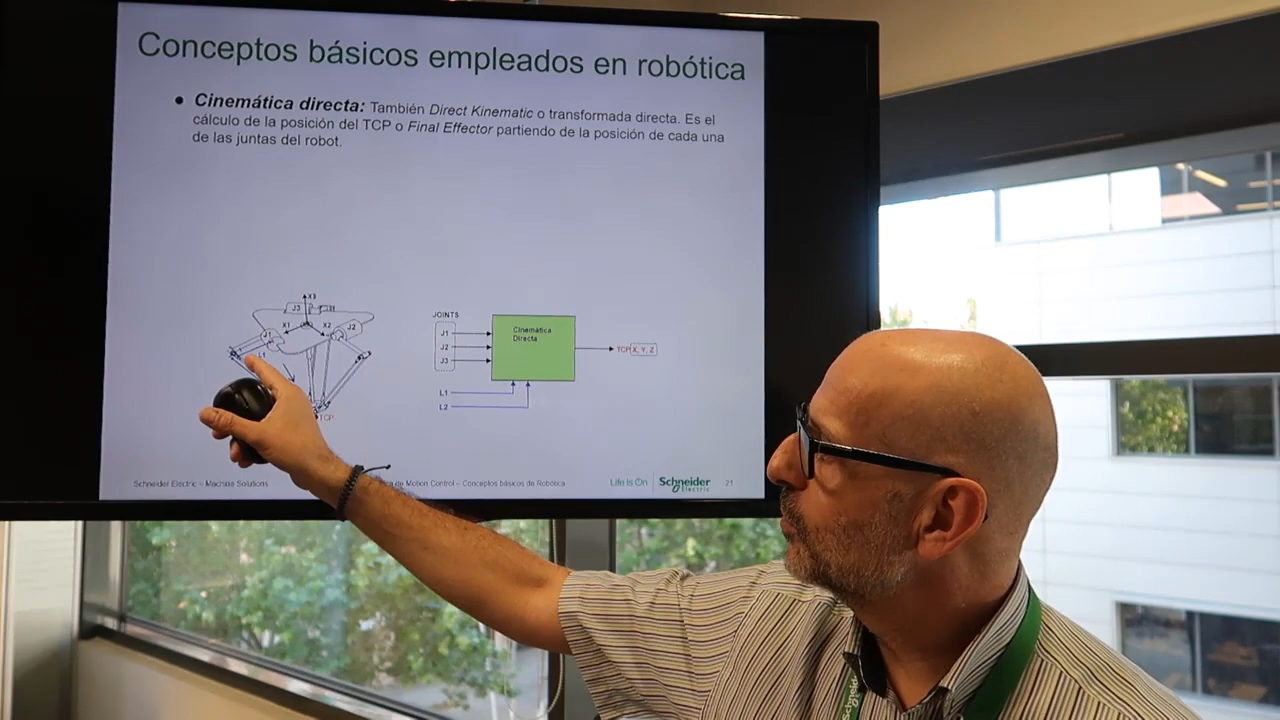 Conceptos básicos empleados en robótica
• Cinemática directa: También Direct Kinematic o transformada directa. Es el
cálculo de la posición del TCP o Final Effector partiendo de la posición de cada una
de las juntas del robot.
X3
J3
J1
X1
X2
J2
L1
TCP
JOINTS
J1
J2
J3
L1
L2
Cinemática
Directa
TCP X, Y, Z
Schneider Electric – Machine Solutions
de Motion Control – Conceptos básicos de Robótica
Life Is On
Schneider
Electric
21
Schneider